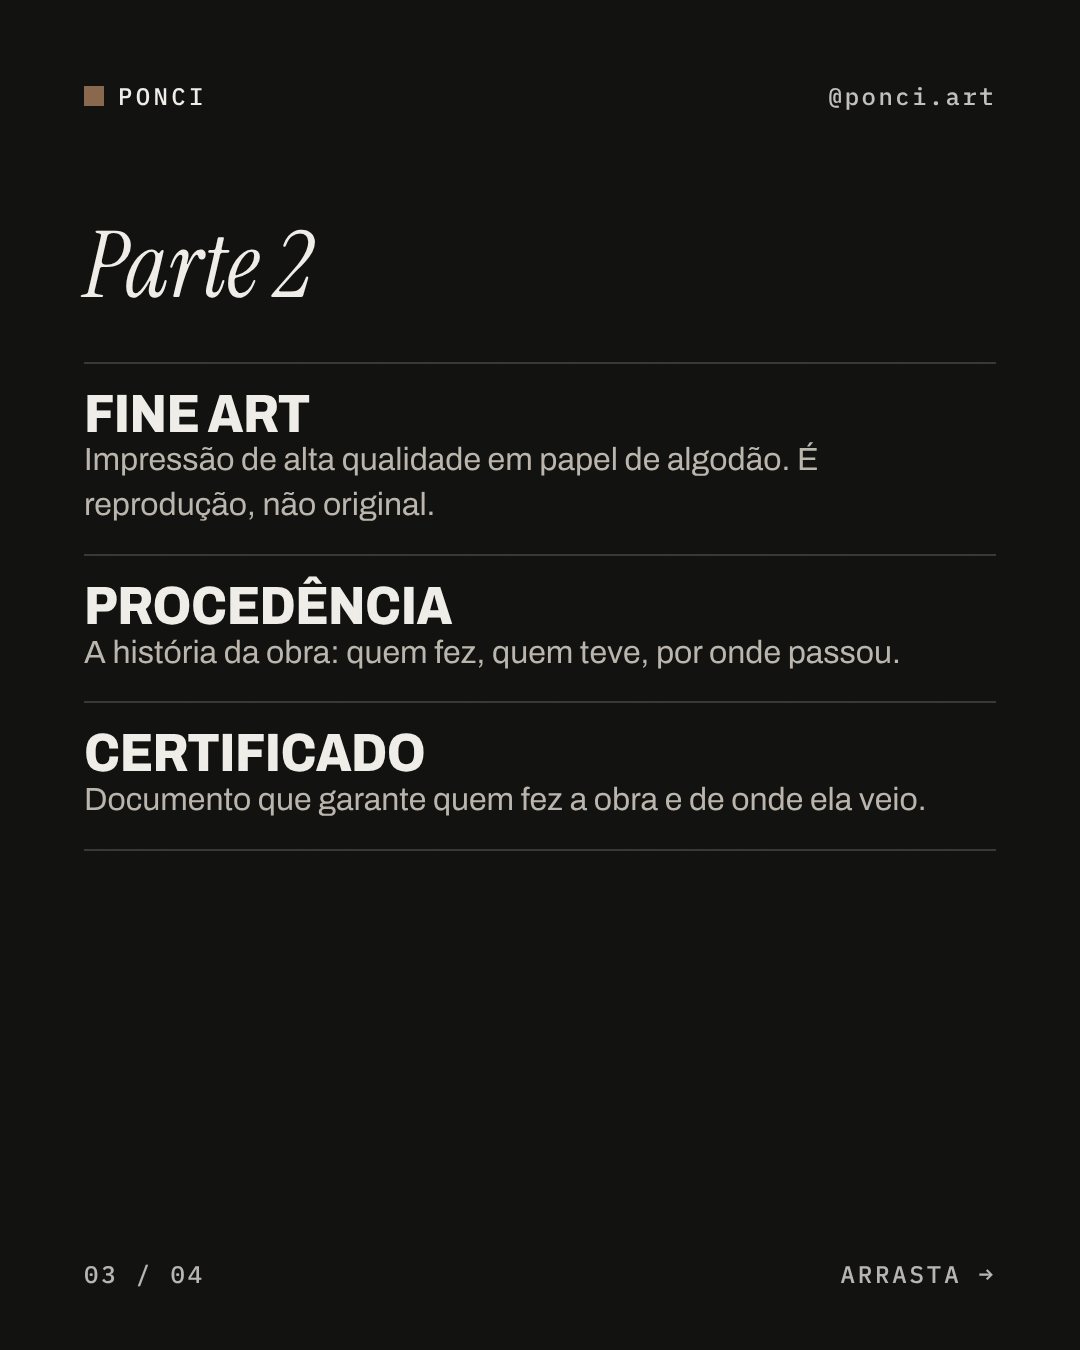 PONCI
@ponci.art
Parte 2
FINE ART
Impressão de alta qualidade em papel de algodão. É
reprodução, não original.
PROCEDÊNCIA
A história da obra: quem fez, quem teve, por onde passou.
CERTIFICADO
Documento que garante quem fez a obra e de onde ela veio.
03 / 04
ARRASTA →